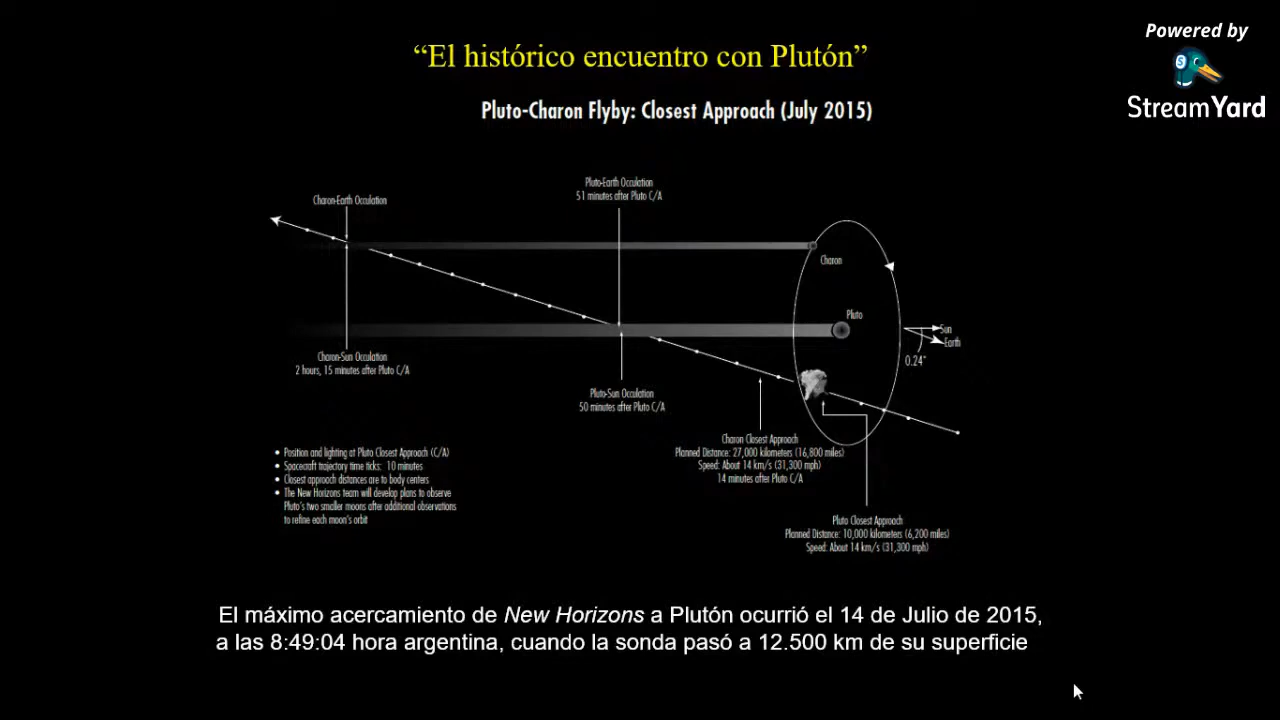 Powered by
StreamYard
“El histórico encuentro con Plutón”
Pluto-Charon Flyby: Closest Approach (July 2015)
Pluto-Earth Occulation
51 minutes after Pluto C/A
Charon-Earth Occulation
Charon
Pluto
Sun
Earth
0.24°
Charon-Sun Occulation
2 hours, 15 minutes after Pluto C/A
Pluto-Sun Occulation
50 minutes after Pluto C/A
Charon Closest Approach
Planned Distance: 27,000 kilometers (16,800 miles)
Speed: About 14 km/s (31,300 mph)
14 minutes after Pluto C/A
• Position and lighting at Pluto Closest Approach (C/A)
• Spacecraft trajectory time ticks: 10 minutes
• Closest approach distances are to body centers
• The New Horizons team will develop plans to observe
Pluto's two smaller moons after additional observations
to refine each moon's orbit
Pluto Closest Approach
Planned Distance: 10,000 kilometers (6,200 miles)
Speed: About 14 km/s (31,300 mph)
El máximo acercamiento de New Horizons a Plutón ocurrió el 14 de Julio de 2015,
a las 8:49:04 hora argentina, cuando la sonda pasó a 12.500 km de su superficie